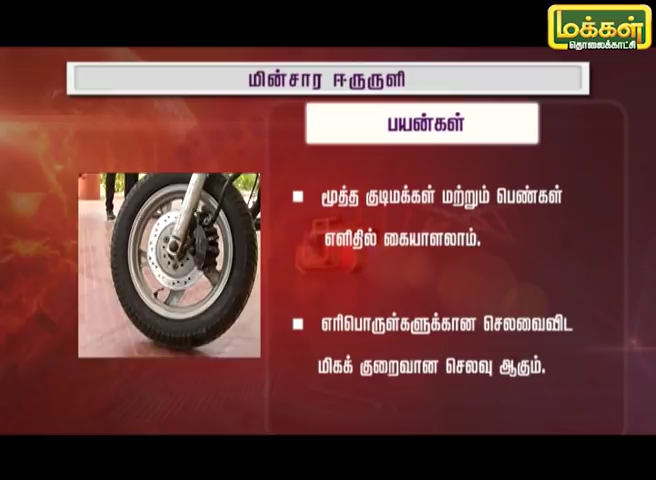 மக்கள்
தொலைக்காட்சி
மின்சார ஈருருளி
பயன்கள்
மூத்த குடிமக்கள் மற்றும் பெண்கள்
எளிதில் கையாளலாம்.
எரிபொருள்களுக்கான செலவைவிட
மிகக் குறைவான செலவு ஆகும்.